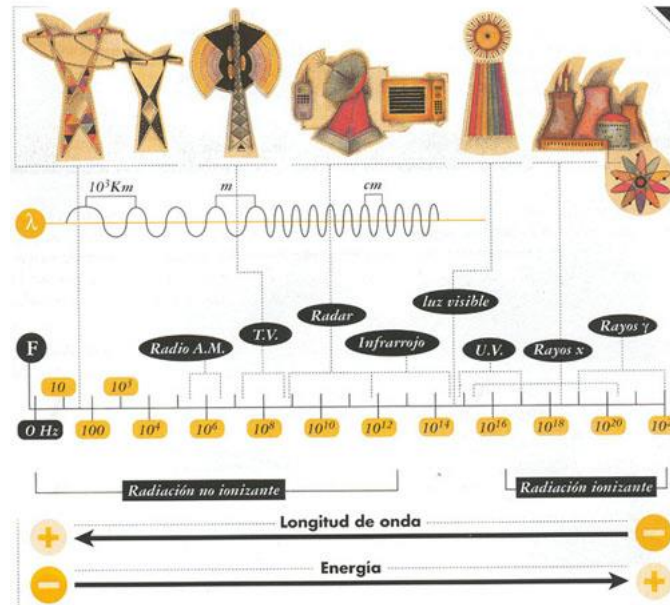 10³Km m cm
λ
luz visible
Radar
Rayos γ
T.V.
F
Radio A.M. Infrarrojo U.V. Rayos x
10 10³
0 Hz 100 10⁴ 10⁶ 10⁸ 10¹⁰ 10¹² 10¹⁴ 10¹⁶ 10¹⁸ 10²⁰
Radiación no ionizante Radiación ionizante
Longitud de onda
+ −
Energía
− +